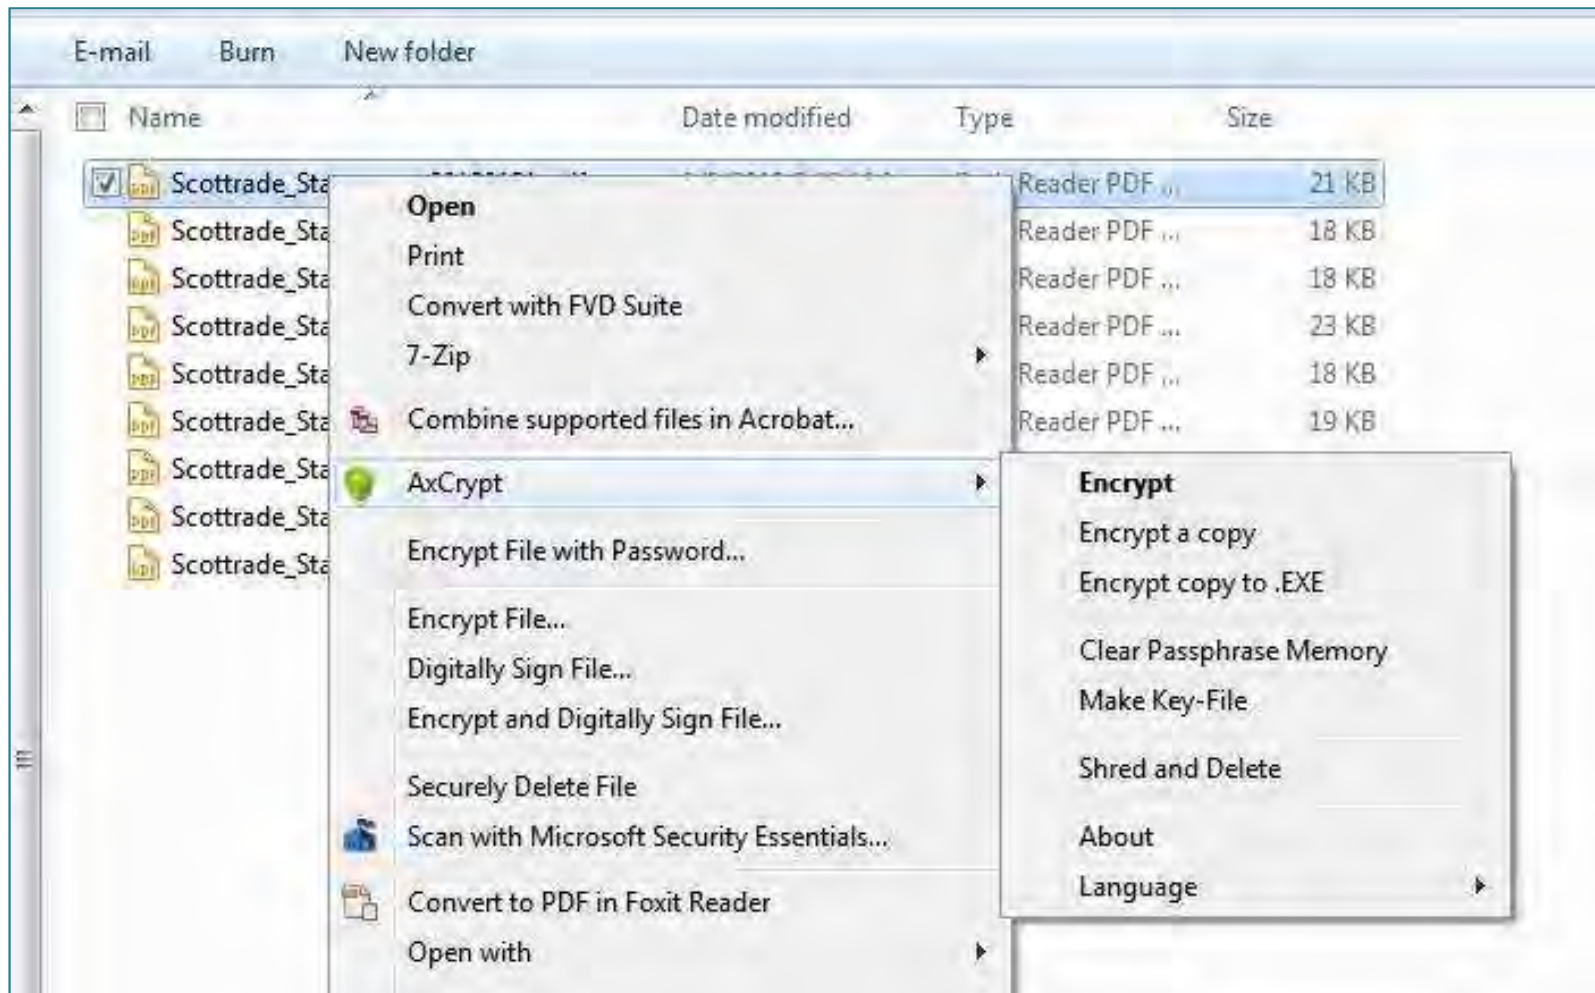 E-mail Burn New folder
Name Date modified Type Size
Scottrade_Sta Reader PDF ... 21 KB
Scottrade_Sta Reader PDF ... 18 KB
Scottrade_Sta Reader PDF ... 18 KB
Scottrade_Sta Reader PDF ... 23 KB
Scottrade_Sta Reader PDF ... 18 KB
Scottrade_Sta Reader PDF ... 19 KB
Scottrade_Sta
Scottrade_Sta
Scottrade_Sta
Open
Print
Convert with FVD Suite
7-Zip
Combine supported files in Acrobat...
AxCrypt
Encrypt File with Password...
Encrypt File...
Digitally Sign File...
Encrypt and Digitally Sign File...
Securely Delete File
Scan with Microsoft Security Essentials...
Convert to PDF in Foxit Reader
Open with
Encrypt
Encrypt a copy
Encrypt copy to .EXE
Clear Passphrase Memory
Make Key-File
Shred and Delete
About
Language